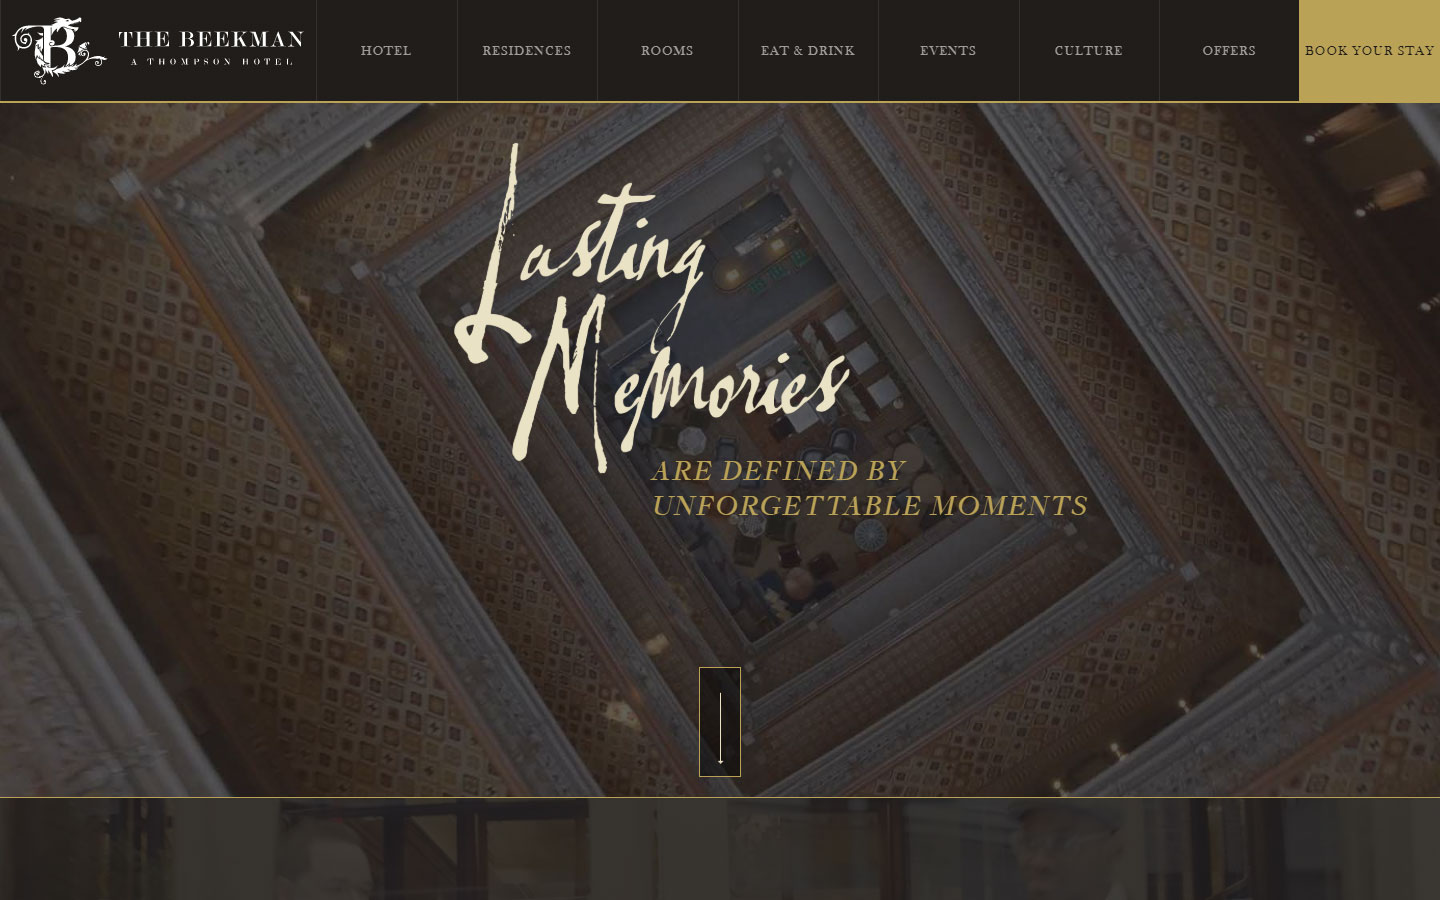 B THE BEEKMAN
A THOMPSON HOTEL
HOTEL
RESIDENCES
ROOMS
EAT & DRINK
EVENTS
CULTURE
OFFERS
BOOK YOUR STAY
Lasting
Memories
ARE DEFINED BY
UNFORGETTABLE MOMENTS